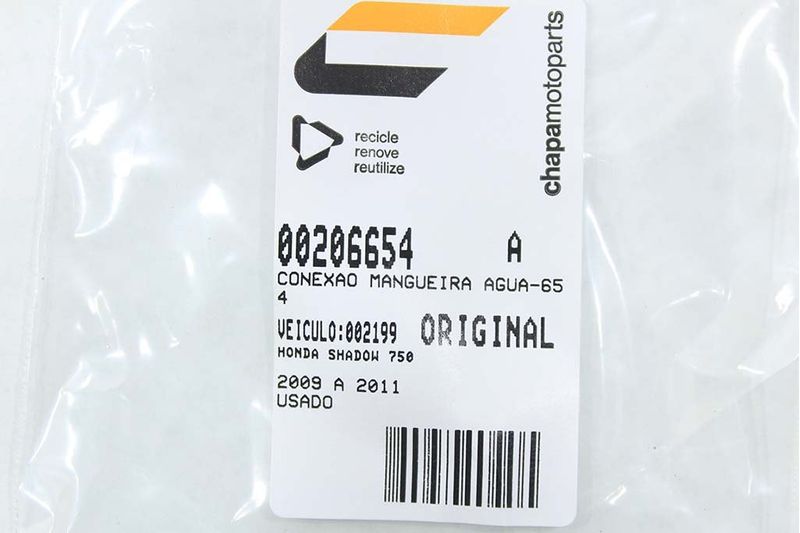 chapamotoparts
recicle
renove
reutilize
00206654 A
CONEXAO MANGUEIRA AGUA-65
4
VEICULO:002199 ORIGINAL
HONDA SHADOW 750
2009 A 2011
USADO